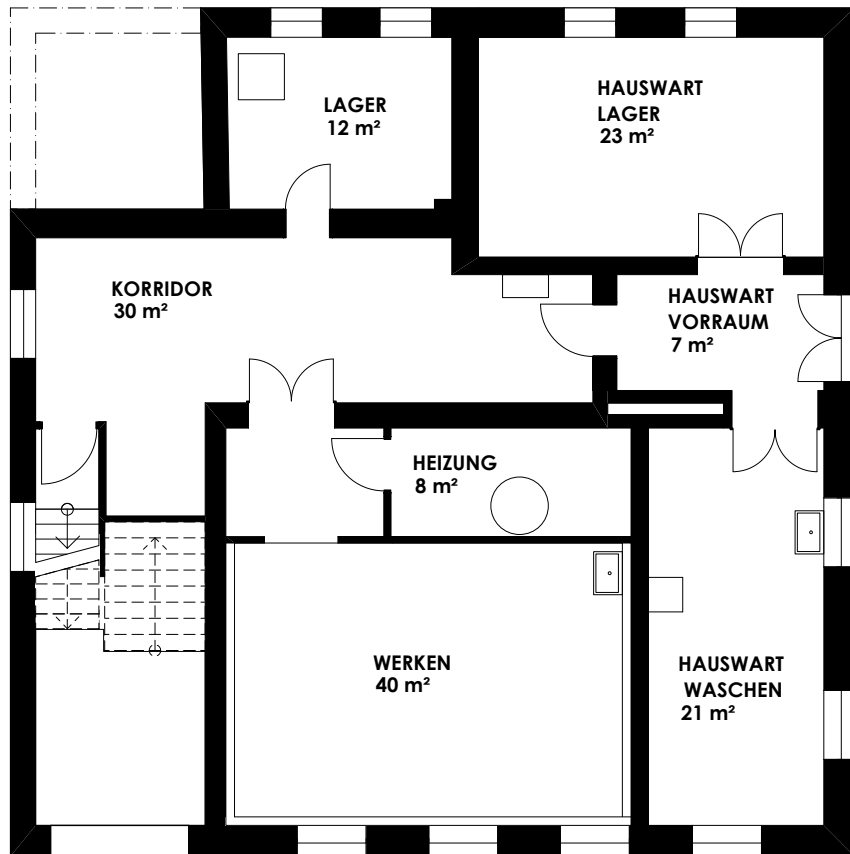 LAGER
12 m²
HAUSWART
LAGER
23 m²
KORRIDOR
30 m²
HAUSWART
VORRAUM
7 m²
HEIZUNG
8 m²
WERKEN
40 m²
HAUSWART
WASCHEN
21 m²